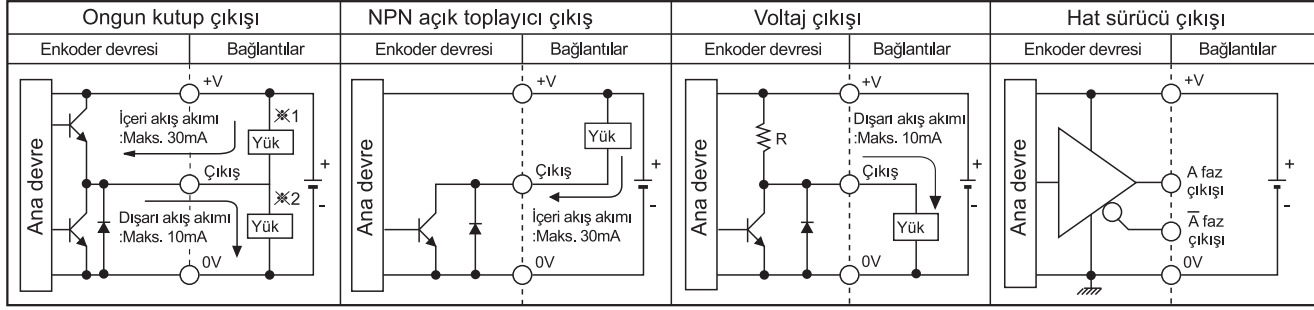 Ongun kutup çıkışı
Enkoder devresi
Bağlantılar
Ana devre
+V
İçeri akış akımı
:Maks. 30mA
※1
Yük
Çıkış
Dışarı akış akımı
:Maks. 10mA
※2
Yük
+
-
0V
NPN açık toplayıcı çıkış
Enkoder devresi
Bağlantılar
Ana devre
+V
Yük
Çıkış
İçeri akış akımı
:Maks. 30mA
+
-
0V
Voltaj çıkışı
Enkoder devresi
Bağlantılar
Ana devre
+V
R
Dışarı akış akımı
:Maks. 10mA
Çıkış
Yük
+
-
0V
Hat sürücü çıkışı
Enkoder devresi
Bağlantılar
Ana devre
+V
A faz
çıkışı
A̅ faz
çıkışı
+
-
0V